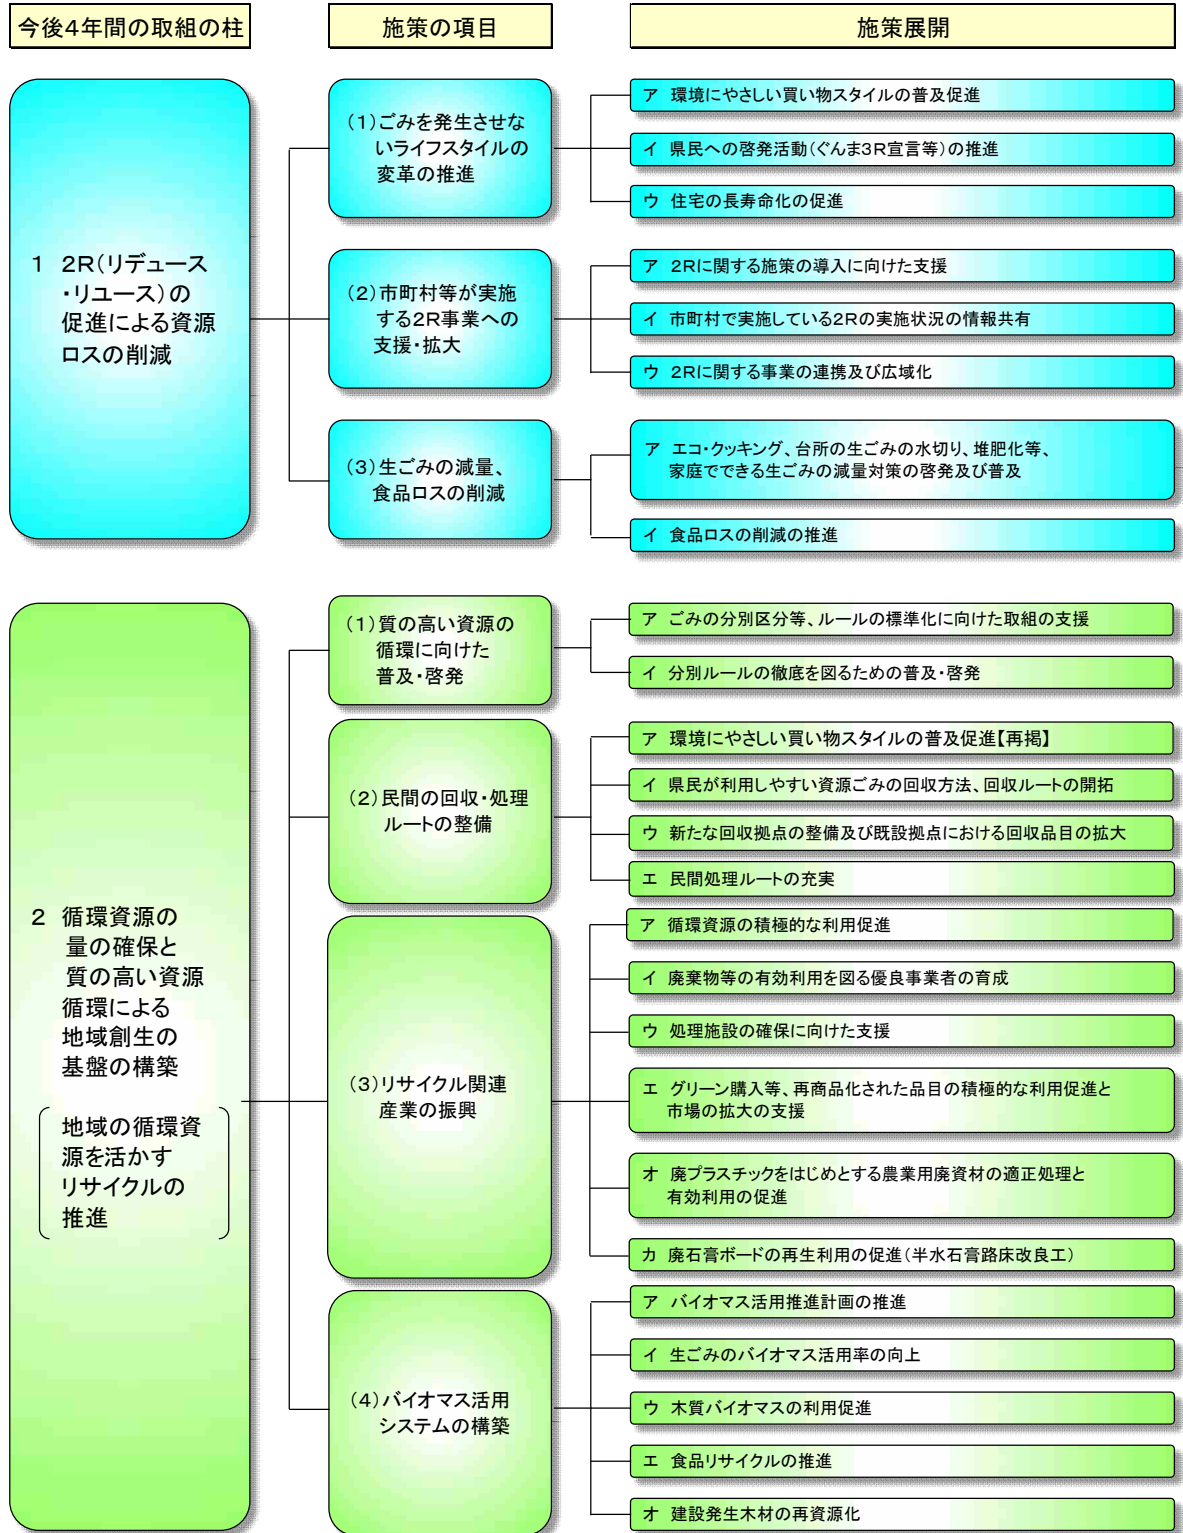 今後4年間の取組の柱
施策の項目
施策展開
1 2R(リデュース
・リユース)の
促進による資源
ロスの削減
(1)ごみを発生させな
いライフスタイルの
変革の推進
ア 環境にやさしい買い物スタイルの普及促進
イ 県民への啓発活動(ぐんま3R宣言等)の推進
ウ 住宅の長寿命化の促進
(2)市町村等が実施
する2R事業への
支援・拡大
ア 2Rに関する施策の導入に向けた支援
イ 市町村で実施している2Rの実施状況の情報共有
ウ 2Rに関する事業の連携及び広域化
(3)生ごみの減量、
食品ロスの削減
ア エコ・クッキング、台所の生ごみの水切り、堆肥化等、
家庭でできる生ごみの減量対策の啓発及び普及
イ 食品ロスの削減の推進
2 循環資源の
量の確保と
質の高い資源
循環による
地域創生の
基盤の構築
地域の循環資
源を活かす
リサイクルの
推進
(1)質の高い資源の
循環に向けた
普及・啓発
ア ごみの分別区分等、ルールの標準化に向けた取組の支援
イ 分別ルールの徹底を図るための普及・啓発
(2)民間の回収・処理
ルートの整備
ア 環境にやさしい買い物スタイルの普及促進【再掲】
イ 県民が利用しやすい資源ごみの回収方法、回収ルートの開拓
ウ 新たな回収拠点の整備及び既設拠点における回収品目の拡大
エ 民間処理ルートの充実
(3)リサイクル関連
産業の振興
ア 循環資源の積極的な利用促進
イ 廃棄物等の有効利用を図る優良事業者の育成
ウ 処理施設の確保に向けた支援
エ グリーン購入等、再商品化された品目の積極的な利用促進と
市場の拡大の支援
オ 廃プラスチックをはじめとする農業用廃資材の適正処理と
有効利用の促進
カ 廃石膏ボードの再生利用の促進(半水石膏路床改良工)
(4)バイオマス活用
システムの構築
ア バイオマス活用推進計画の推進
イ 生ごみのバイオマス活用率の向上
ウ 木質バイオマスの利用促進
エ 食品リサイクルの推進
オ 建設発生木材の再資源化